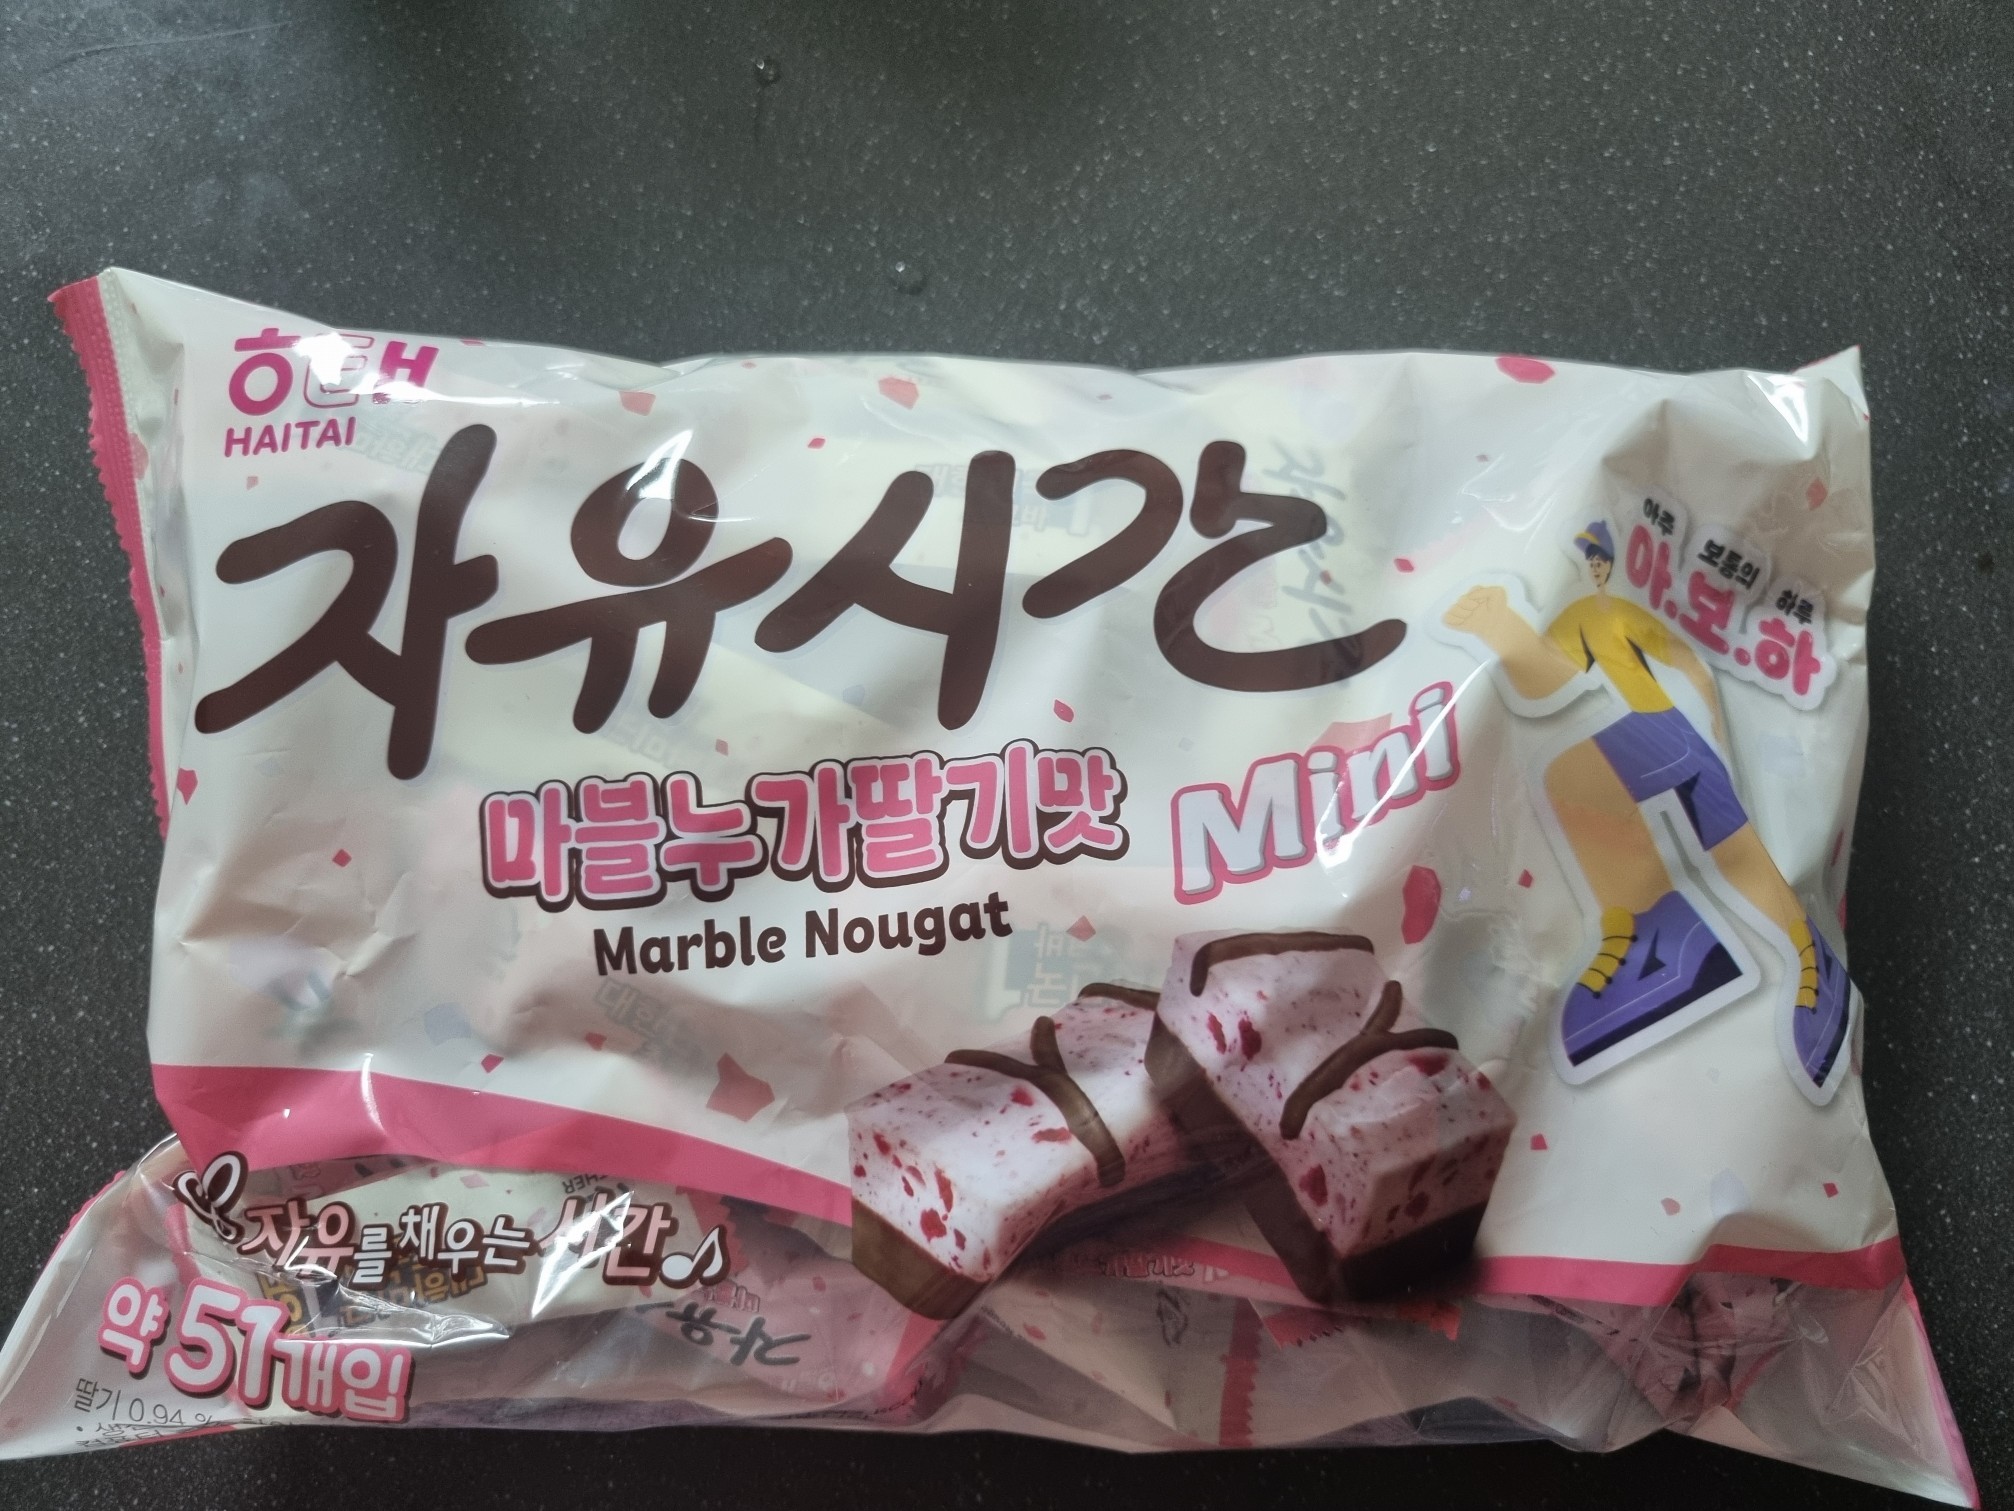 해태
HAITAI
자유시간
아주 보통의 하루
아.보.하
마블누가딸기맛
Mini
Marble Nougat
자유를 채우는 시간
약 51개입
딸기 0.94 %